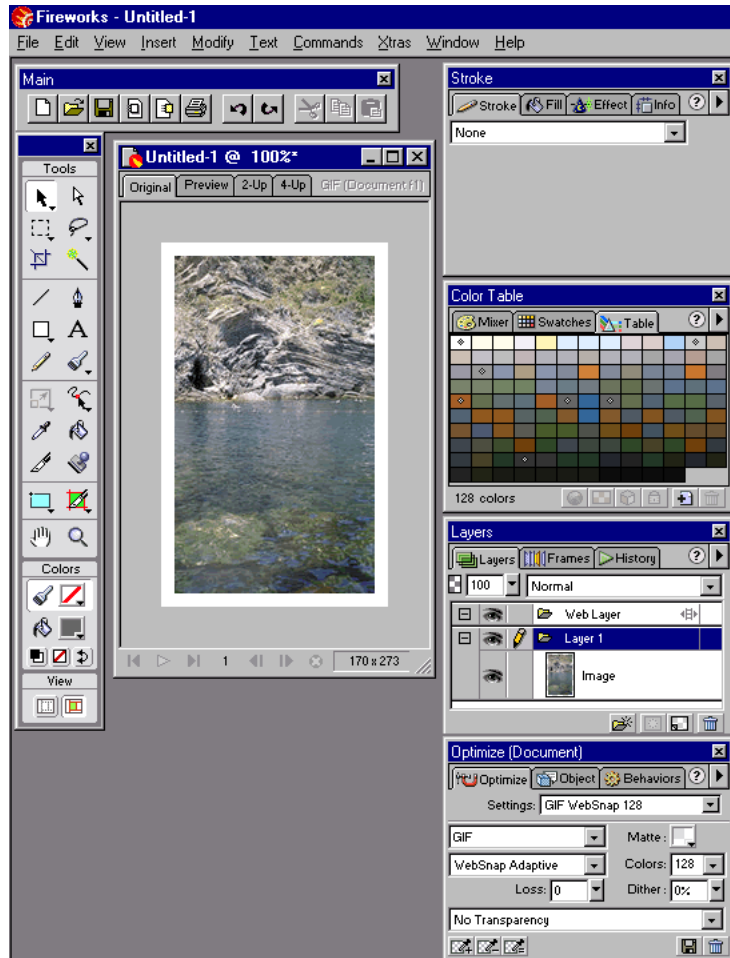 Fireworks - Untitled-1
File Edit View Insert Modify Text Commands Xtras Window Help
Main
Tools
Colors
View
Untitled-1 @ 100%*
Original Preview 2-Up 4-Up GIF (Document f1)
1 170 x 273
Stroke
Stroke Fill Effect Info ?
None
Color Table
Mixer Swatches Table ?
128 colors
Layers
Layers Frames History ?
100 Normal
Web Layer
Layer 1
Image
Optimize (Document)
Optimize Object Behaviors ?
Settings: GIF WebSnap 128
GIF Matte:
WebSnap Adaptive Colors: 128
Loss: 0 Dither: 0%
No Transparency